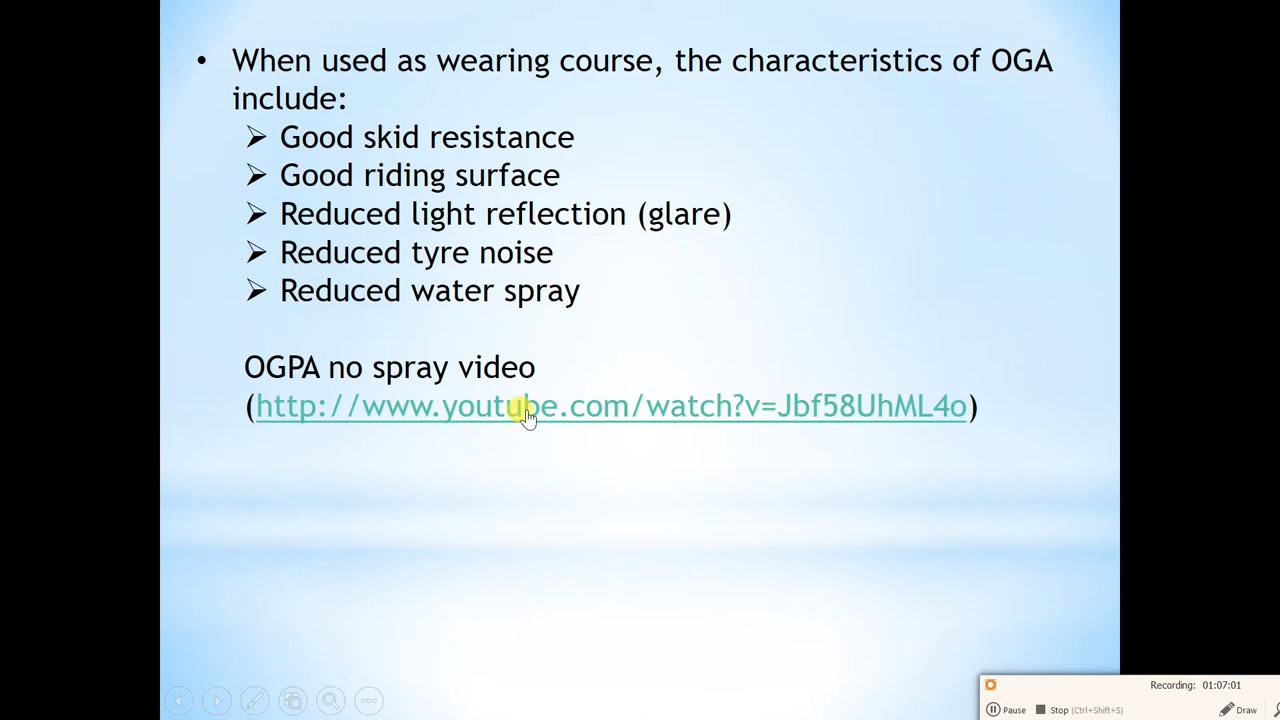 • When used as wearing course, the characteristics of OGA
include:
➢ Good skid resistance
➢ Good riding surface
➢ Reduced light reflection (glare)
➢ Reduced tyre noise
➢ Reduced water spray
OGPA no spray video
(http://www.youtube.com/watch?v=Jbf58UhML4o)
Recording: 01:07:01
Pause Stop (Ctrl+Shift+S) Draw